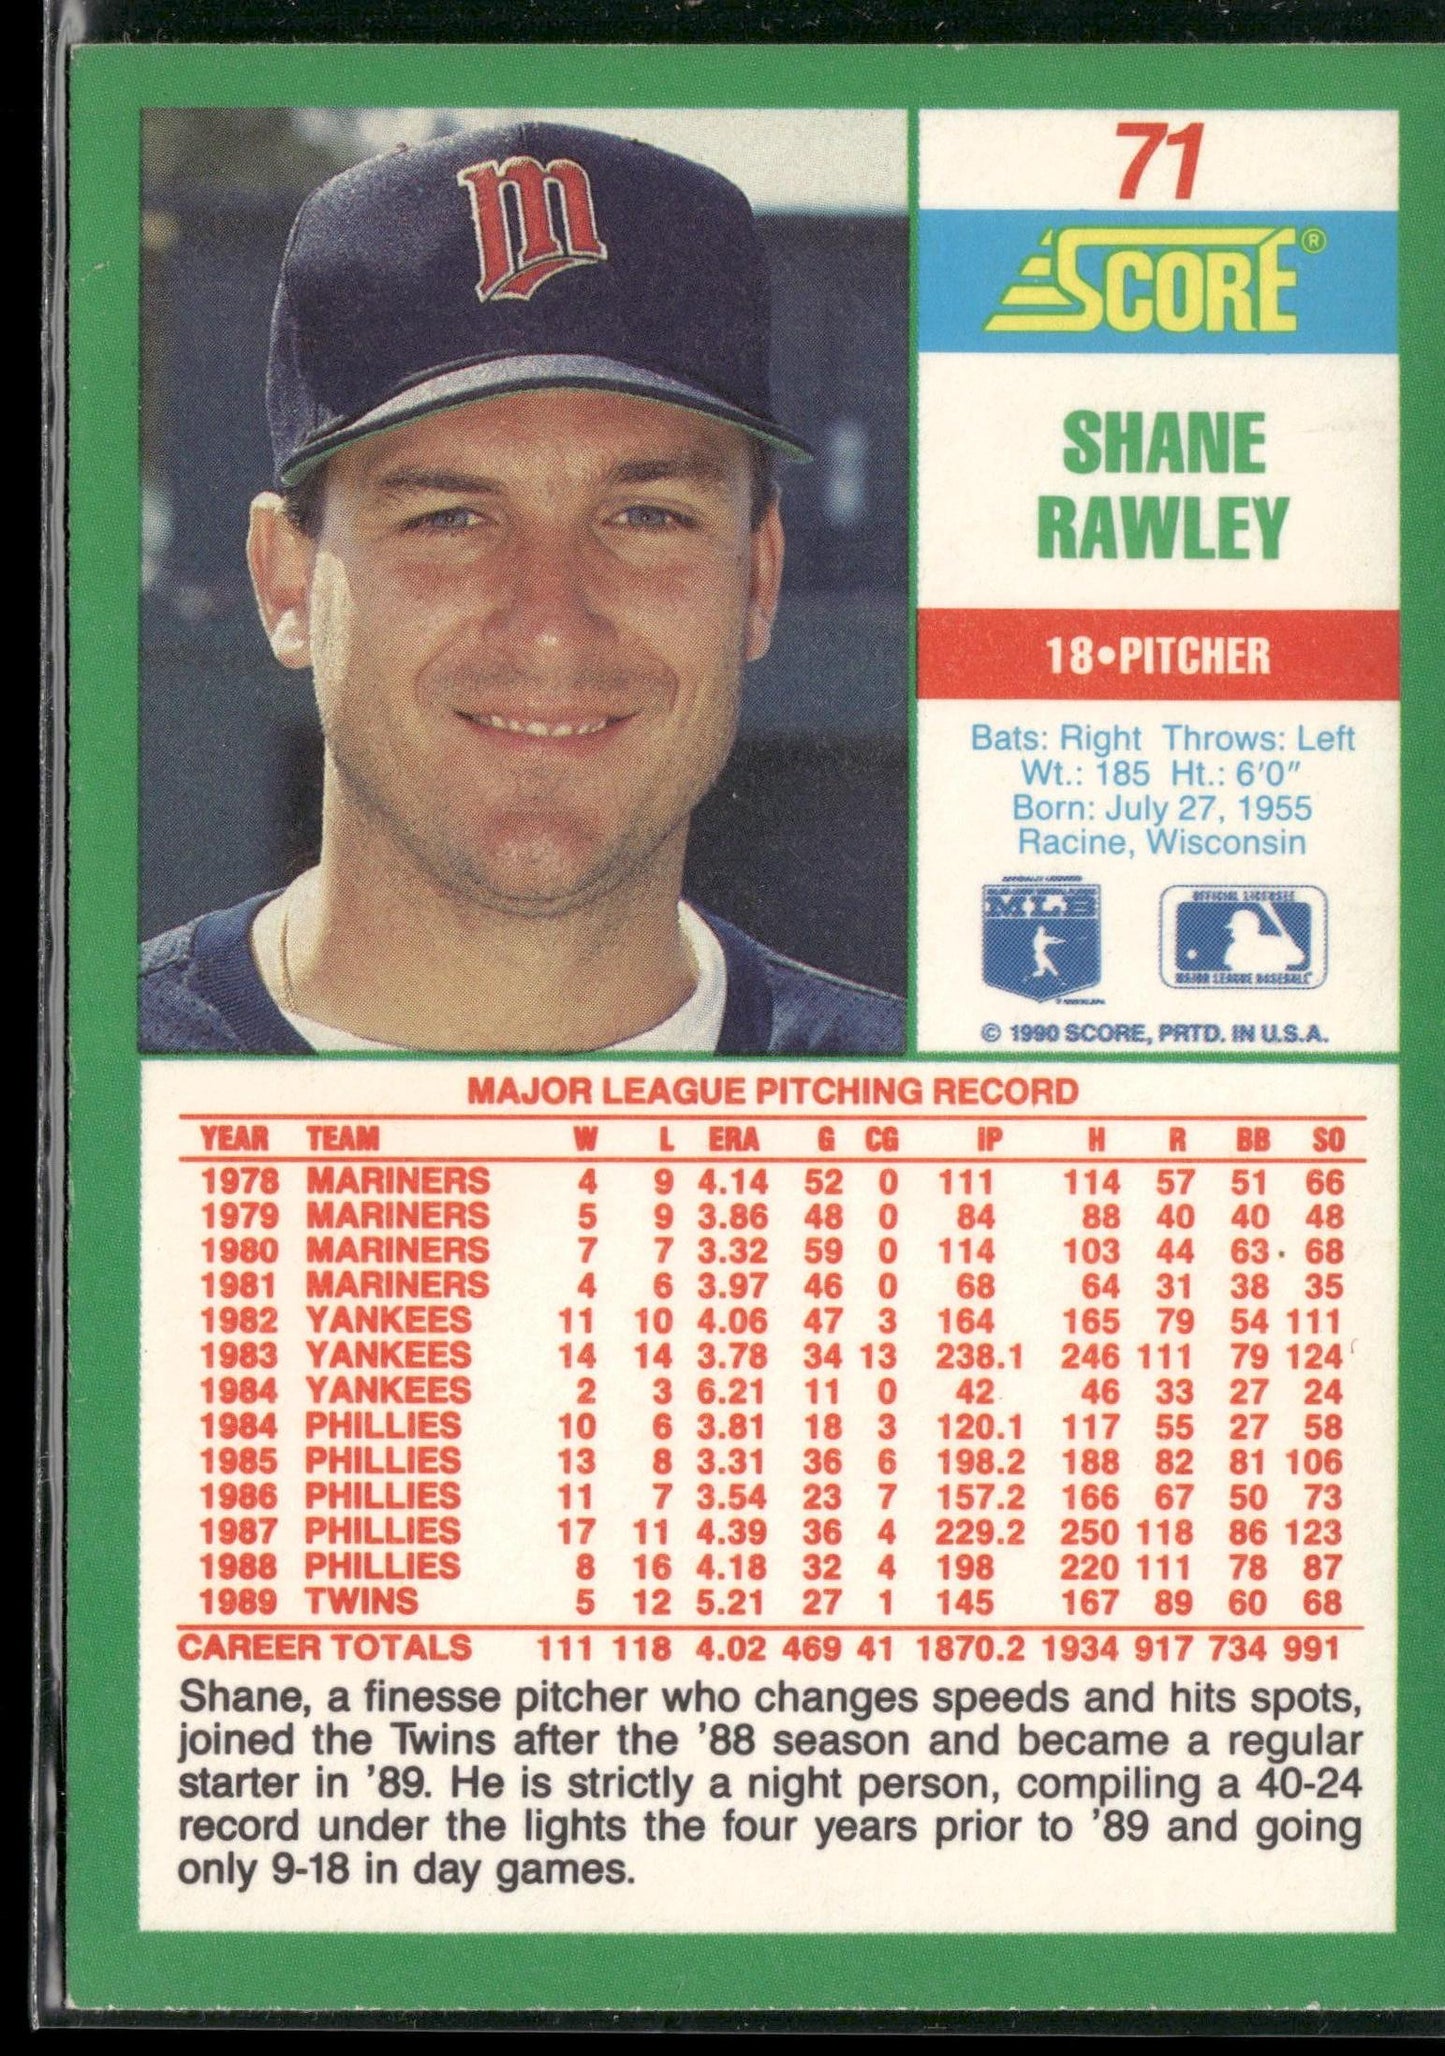 m
71
SCORE®
SHANE
RAWLEY
18•PITCHER
Bats: Right Throws: Left
Wt.: 185 Ht.: 6'0"
Born: July 27, 1955
Racine, Wisconsin
OFFICIALLY LICENSED
MLB
OFFICIAL LICENSEE
MAJOR LEAGUE BASEBALL
© 1990 SCORE, PRTD. IN U.S.A.
MAJOR LEAGUE PITCHING RECORD
YEAR TEAM W L ERA G CG IP H R BB SO
1978 MARINERS 4 9 4.14 52 0 111 114 57 51 66
1979 MARINERS 5 9 3.86 48 0 84 88 40 40 48
1980 MARINERS 7 7 3.32 59 0 114 103 44 63 68
1981 MARINERS 4 6 3.97 46 0 68 64 31 38 35
1982 YANKEES 11 10 4.06 47 3 164 165 79 54 111
1983 YANKEES 14 14 3.78 34 13 238.1 246 111 79 124
1984 YANKEES 2 3 6.21 11 0 42 46 33 27 24
1984 PHILLIES 10 6 3.81 18 3 120.1 117 55 27 58
1985 PHILLIES 13 8 3.31 36 6 198.2 188 82 81 106
1986 PHILLIES 11 7 3.54 23 7 157.2 166 67 50 73
1987 PHILLIES 17 11 4.39 36 4 229.2 250 118 86 123
1988 PHILLIES 8 16 4.18 32 4 198 220 111 78 87
1989 TWINS 5 12 5.21 27 1 145 167 89 60 68
CAREER TOTALS 111 118 4.02 469 41 1870.2 1934 917 734 991
Shane, a finesse pitcher who changes speeds and hits spots,
joined the Twins after the '88 season and became a regular
starter in '89. He is strictly a night person, compiling a 40-24
record under the lights the four years prior to '89 and going
only 9-18 in day games.